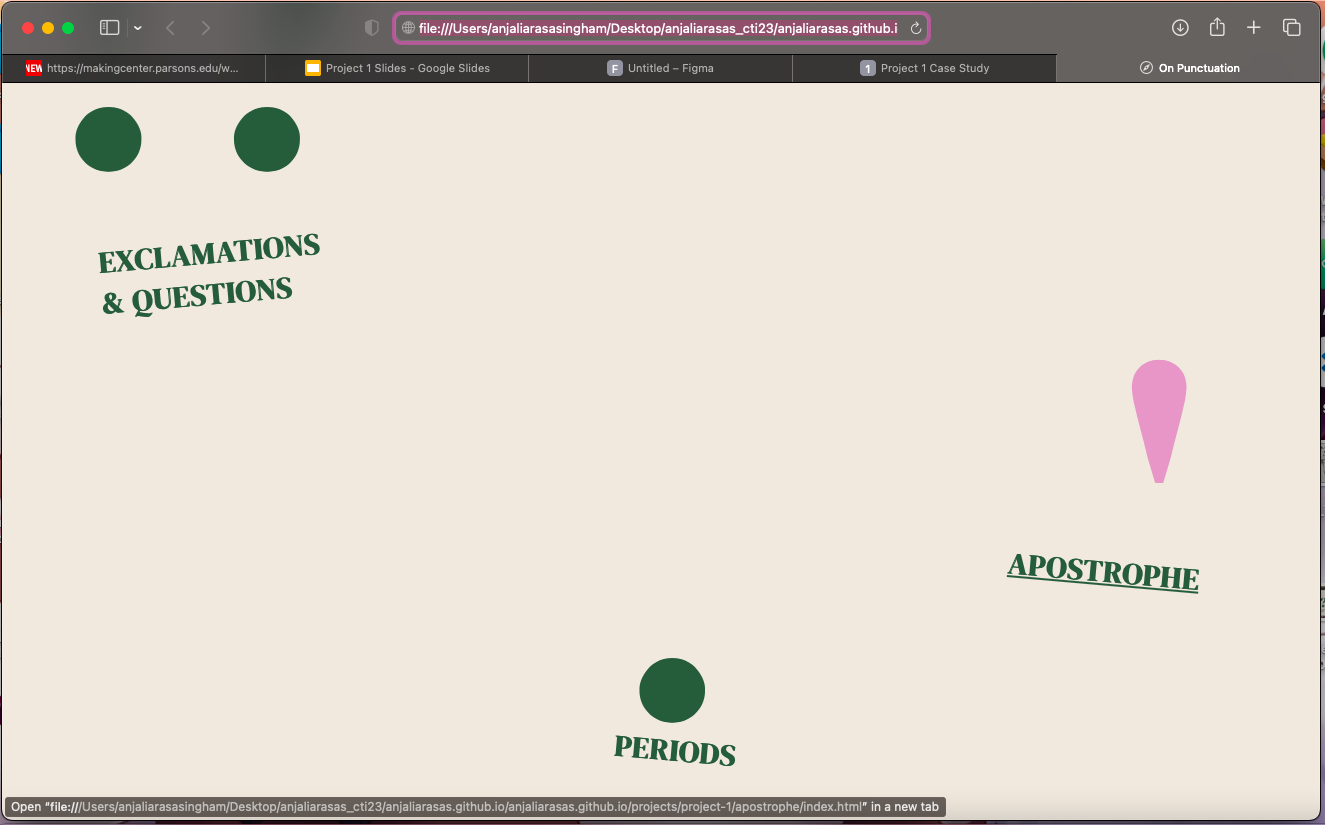 file:///Users/anjaliarasasingham/Desktop/anjaliarasas_cti23/anjaliarasas.github.i
NEW https://makingcenter.parsons.edu/w...
Project 1 Slides - Google Slides
F Untitled – Figma
1 Project 1 Case Study
On Punctuation
EXCLAMATIONS
& QUESTIONS
APOSTROPHE
PERIODS
Open “file:///Users/anjaliarasasingham/Desktop/anjaliarasas_cti23/anjaliarasas.github.io/anjaliarasas.github.io/projects/project-1/apostrophe/index.html” in a new tab